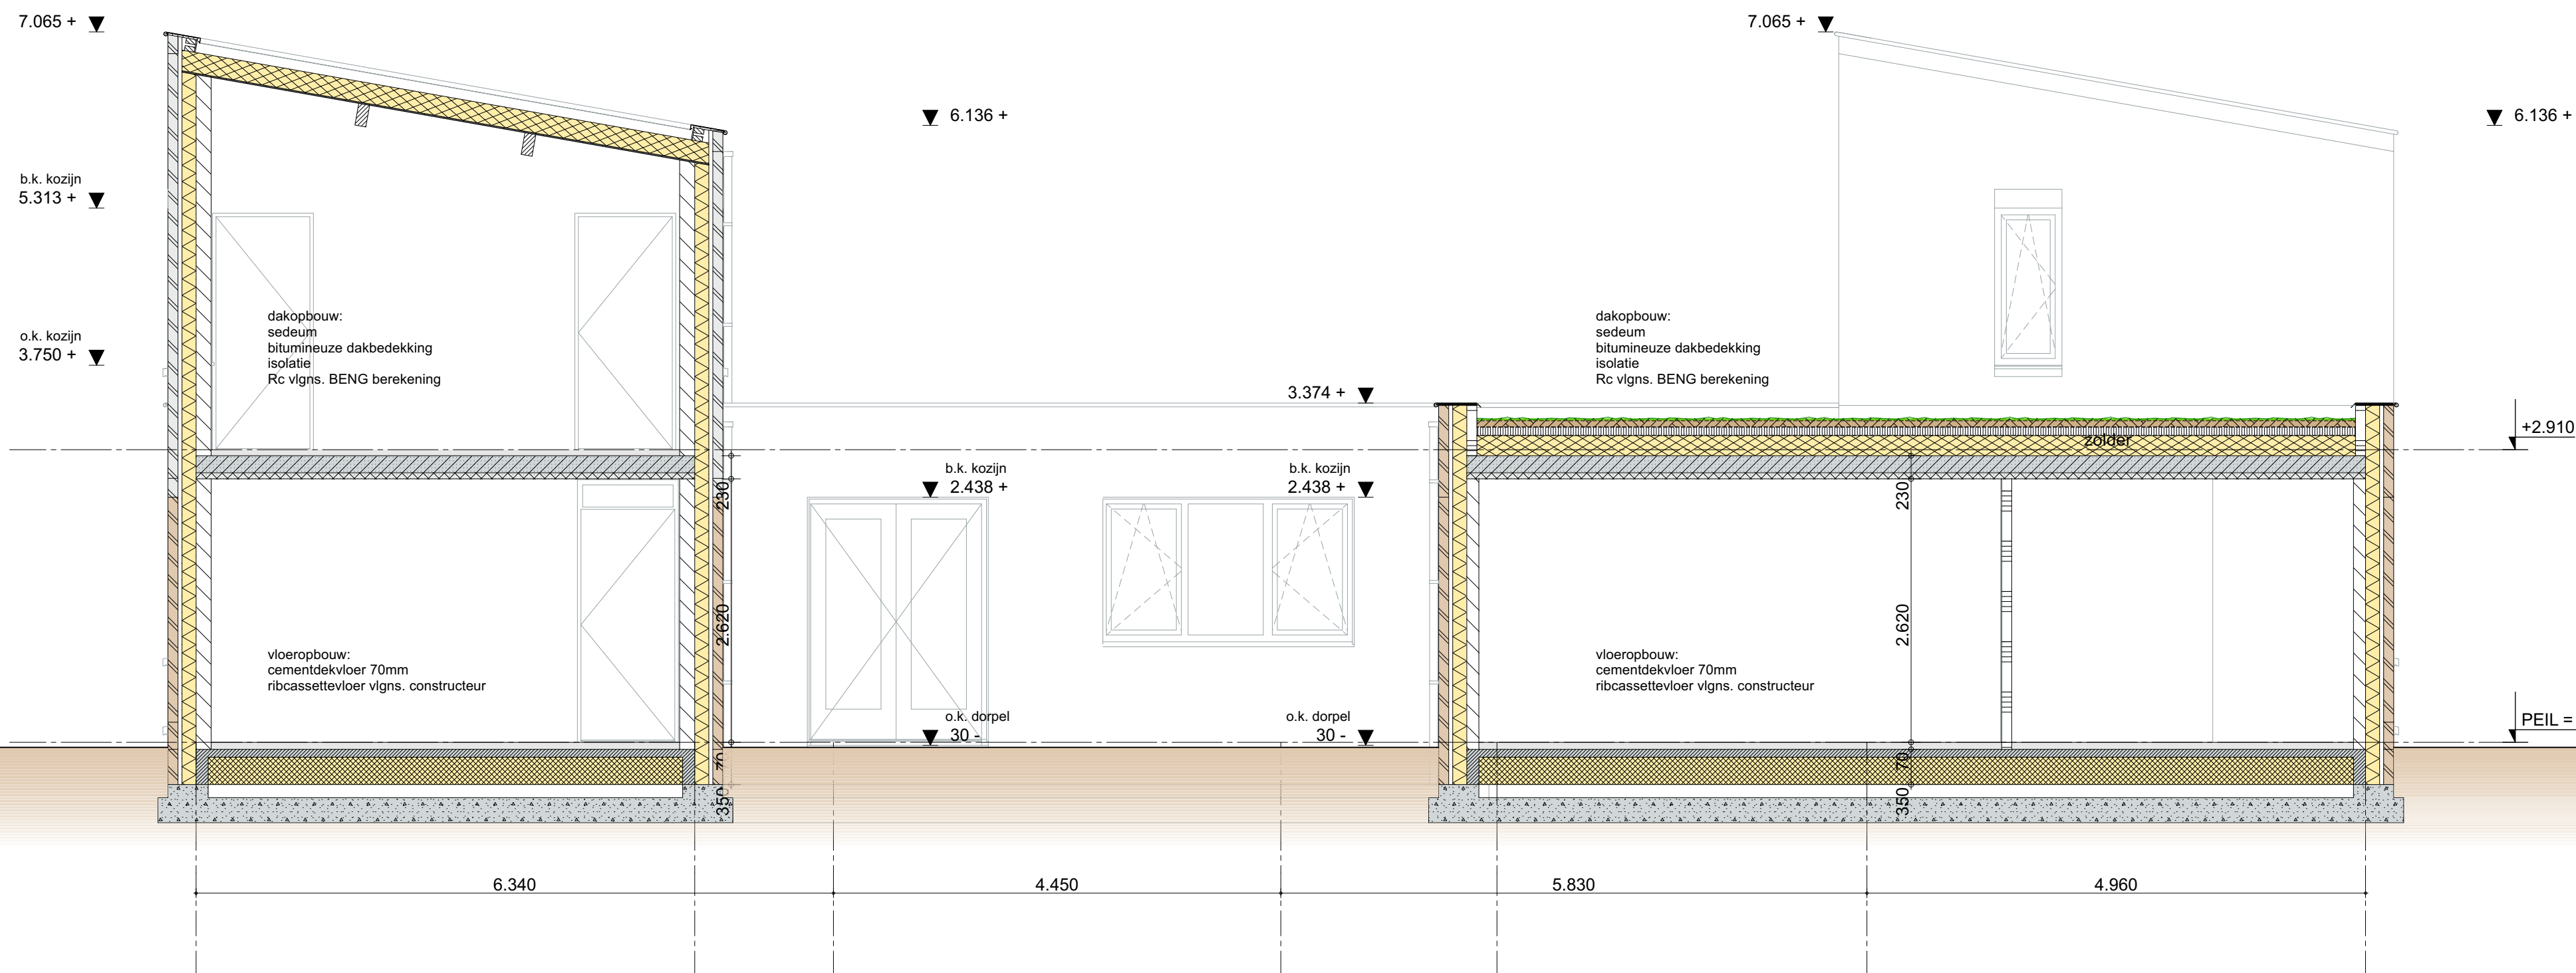 7.065 +
7.065 +
6.136 +
6.136 +
b.k. kozijn
5.313 +
o.k. kozijn
3.750 +
dakopbouw:
sedeum
bitumineuze dakbedekking
isolatie
Rc vlgns. BENG berekening
dakopbouw:
sedeum
bitumineuze dakbedekking
isolatie
Rc vlgns. BENG berekening
3.374 +
+2.910
zolder
b.k. kozijn
2.438 +
b.k. kozijn
2.438 +
230
230
2.620
2.620
vloeropbouw:
cementdekvloer 70mm
ribcassettevloer vlgns. constructeur
vloeropbouw:
cementdekvloer 70mm
ribcassettevloer vlgns. constructeur
o.k. dorpel
30 -
o.k. dorpel
30 -
PEIL =
70
70
350
350
6.340
4.450
5.830
4.960